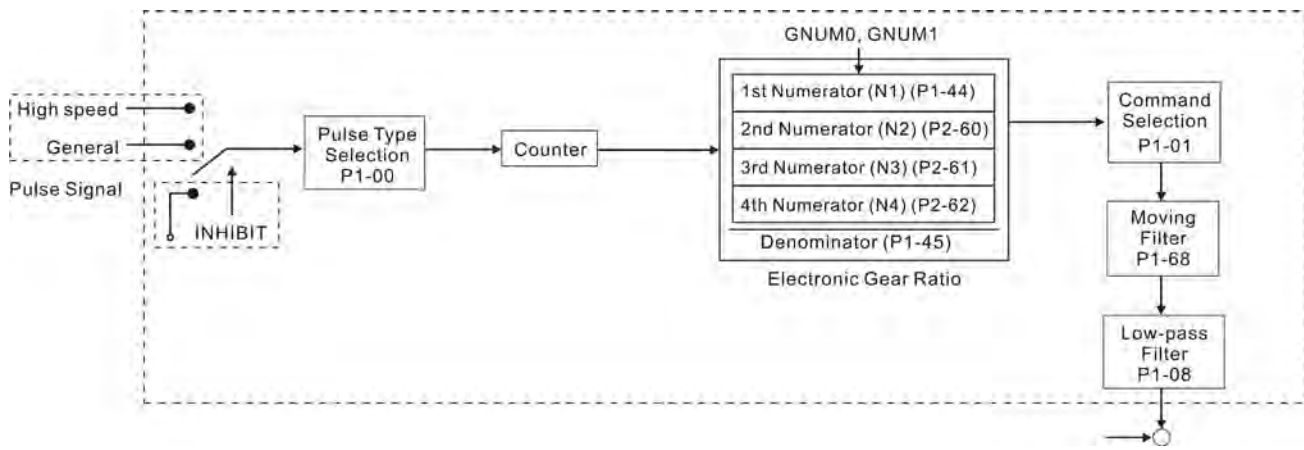 High speed
General
Pulse Signal
INHIBIT
Pulse Type
Selection
P1-00
Counter
GNUM0, GNUM1
1st Numerator (N1) (P1-44)
2nd Numerator (N2) (P2-60)
3rd Numerator (N3) (P2-61)
4th Numerator (N4) (P2-62)
Denominator (P1-45)
Electronic Gear Ratio
Command
Selection
P1-01
Moving
Filter
P1-68
Low-pass
Filter
P1-08